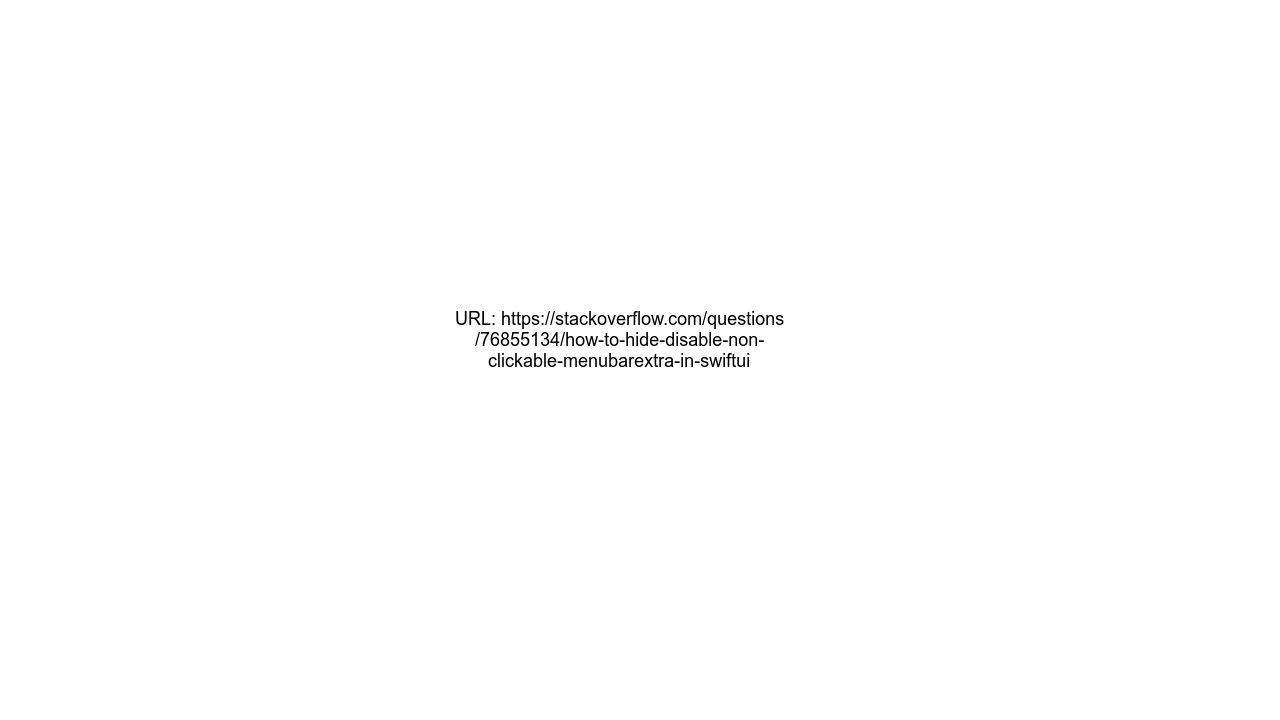 URL: https://stackoverflow.com/questions
/76855134/how-to-hide-disable-non-
clickable-menubarextra-in-swiftui